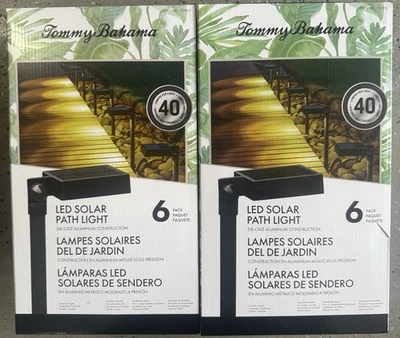 Tommy Bahama
40
LED SOLAR
PATH LIGHT
6
PACK
PAQUET
PAQUETE
DIE-CAST ALUMINUM CONSTRUCTION
LAMPES SOLAIRES
DEL DE JARDIN
CONSTRUCTION EN ALUMINIUM MOULÉ SOUS PRESSION
LÁMPARAS LED
SOLARES DE SENDERO
EN ALUMINIO METÁLICO MOLDEADO A PRESIÓN
Tommy Bahama
40
LED SOLAR
PATH LIGHT
6
PACK
PAQUET
PAQUETE
DIE-CAST ALUMINUM CONSTRUCTION
LAMPES SOLAIRES
DEL DE JARDIN
CONSTRUCTION EN ALUMINIUM MOULÉ SOUS PRESSION
LÁMPARAS LED
SOLARES DE SENDERO
EN ALUMINIO METÁLICO MOLDEADO A PRESIÓN